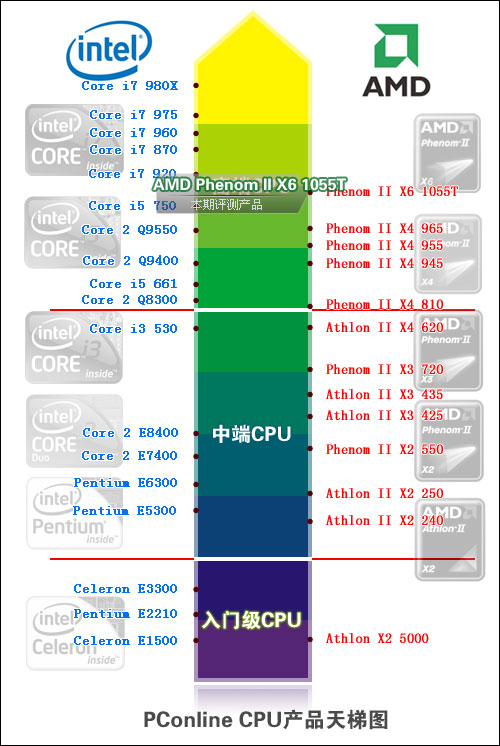 intel
AMD
Core i7 980X
Core i7 975
Core i7 960
Core i7 870
Core i7 920
AMD Phenom II X6 1055T
本期评测产品
Phenom II X6 1055T
Core i5 750
Core 2 Q9550
Phenom II X4 965
Phenom II X4 955
Core 2 Q9400
Phenom II X4 945
Core i5 661
Core 2 Q8300
Phenom II X4 810
Core i3 530
Athlon II X4 620
Phenom II X3 720
Athlon II X3 435
Athlon II X3 425
中端CPU
Core 2 E8400
Phenom II X2 550
Core 2 E7400
Pentium E6300
Athlon II X2 250
Pentium E5300
Athlon II X2 240
Celeron E3300
Pentium E2210
入门级CPU
Celeron E1500
Athlon X2 5000
intel
CORE
inside™
intel
CORE
inside™
intel
CORE i3
inside™
intel
CORE
Duo
inside™
intel
Pentium
inside™
intel
Celeron
inside™
AMD
Phenom·II
X6
AMD
Phenom·II
X4
AMD
Phenom·II
X3
AMD
Phenom·II
X2
AMD
Athlon·II
X2
PConline CPU产品天梯图